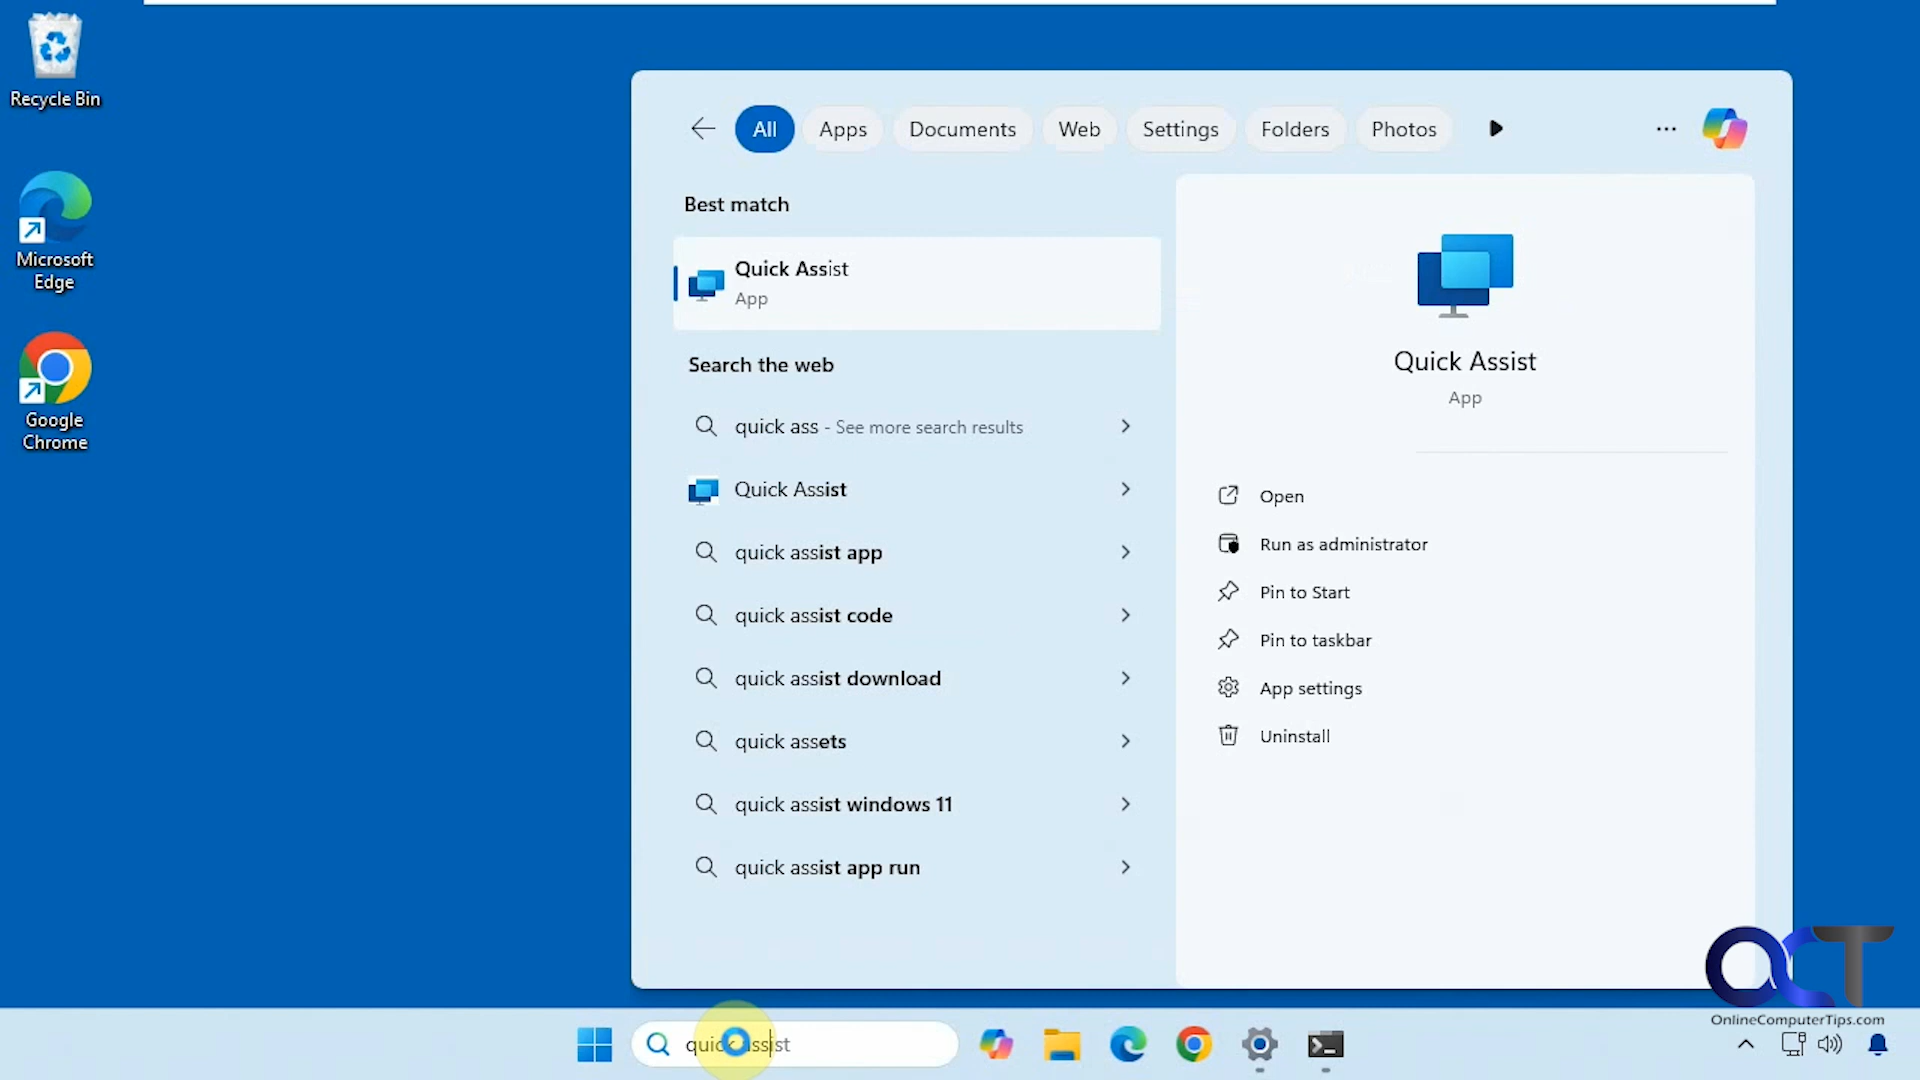 Recycle Bin
Microsoft
Edge
Google
Chrome
All
Apps
Documents
Web
Settings
Folders
Photos
Best match
Quick Assist
App
Search the web
quick ass - See more search results
Quick Assist
quick assist app
quick assist code
quick assist download
quick assets
quick assist windows 11
quick assist app run
Quick Assist
App
Open
Run as administrator
Pin to Start
Pin to taskbar
App settings
Uninstall
OCT
OnlineComputerTips.com
quick assist